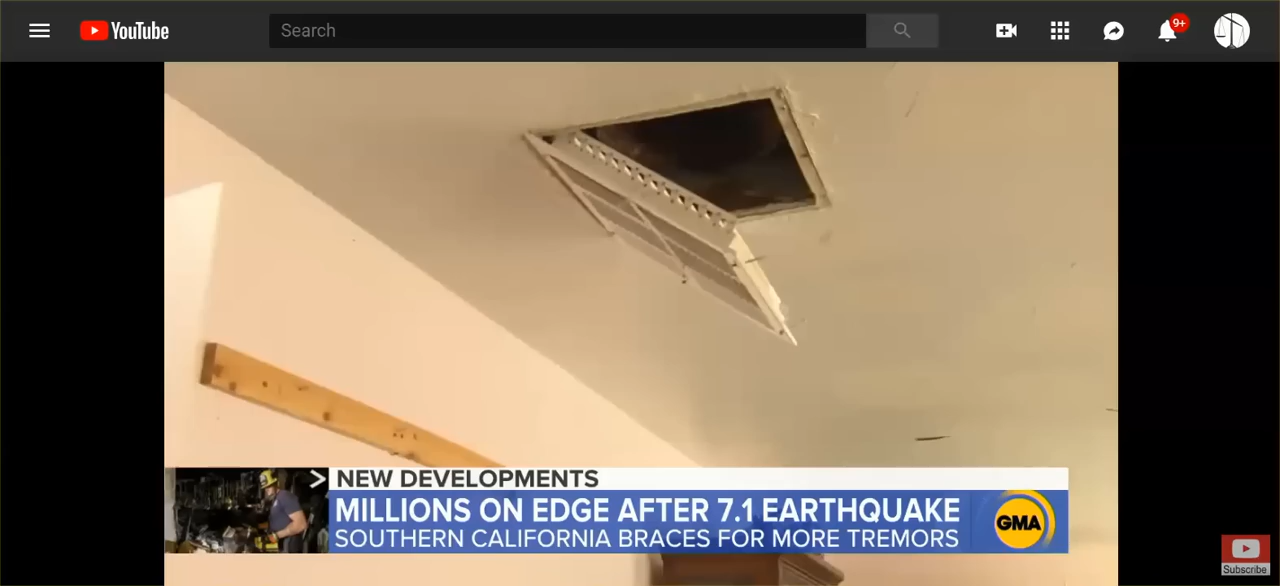 YouTube
Search
9+
NEW DEVELOPMENTS
MILLIONS ON EDGE AFTER 7.1 EARTHQUAKE
SOUTHERN CALIFORNIA BRACES FOR MORE TREMORS
GMA
Subscribe